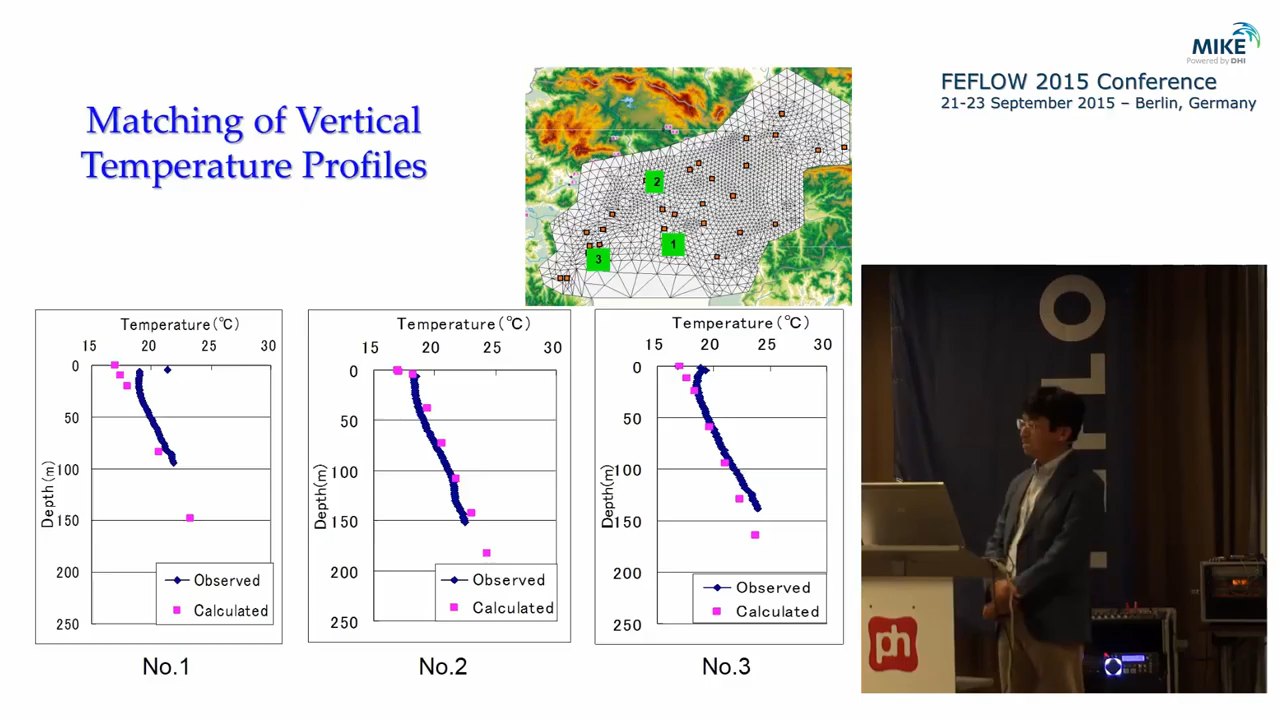 MIKE
Powered by DHI
FEFLOW 2015 Conference
21-23 September 2015 – Berlin, Germany
Matching of Vertical
Temperature Profiles
2
1
3
Temperature(℃)
15 20 25 30
0
50
100
150
200
250
Depth(m)
Observed
Calculated
No.1
Temperature(℃)
15 20 25 30
0
50
100
150
200
250
Depth(m)
Observed
Calculated
No.2
Temperature(℃)
15 20 25 30
0
50
100
150
200
250
Depth(m)
Observed
Calculated
No.3
FLO
ph